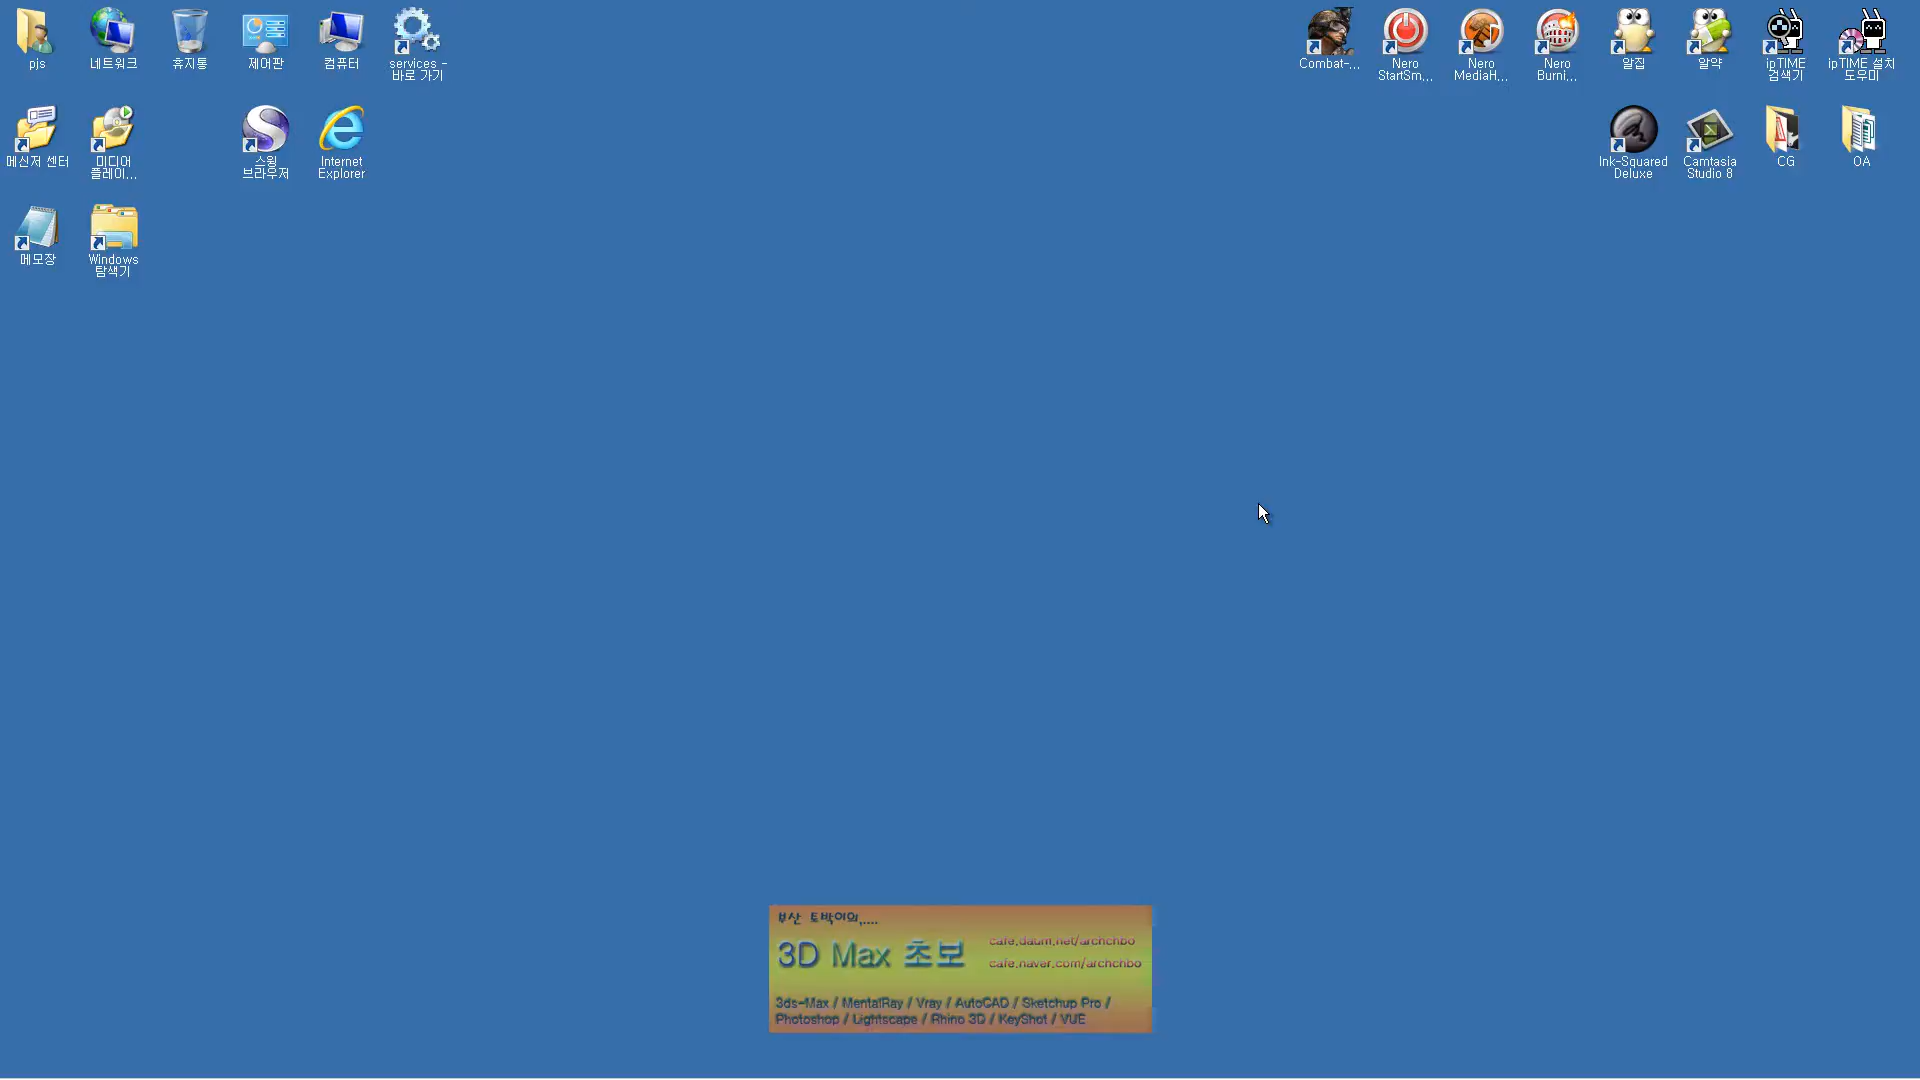 pjs
네트워크
휴지통
제어판
컴퓨터
services -
바로 가기
Combat-...
Nero
StartSm...
Nero
MediaH...
Nero
Burni...
알집
알약
ipTIME
검색기
ipTIME 설치
도우미
메신저 센터
미디어
플레이...
스윙
브라우저
Internet
Explorer
Ink-Squared
Deluxe
Camtasia
Studio 8
CG
OA
메모장
Windows
탐색기
부산 토박이의,....
3D Max 초보
cafe.daum.net/archchbo
cafe.naver.com/archchbo
3ds-Max / MentalRay / Vray / AutoCAD / Sketchup Pro /
Photoshop / Lightscape / Rhino 3D / KeyShot / VUE